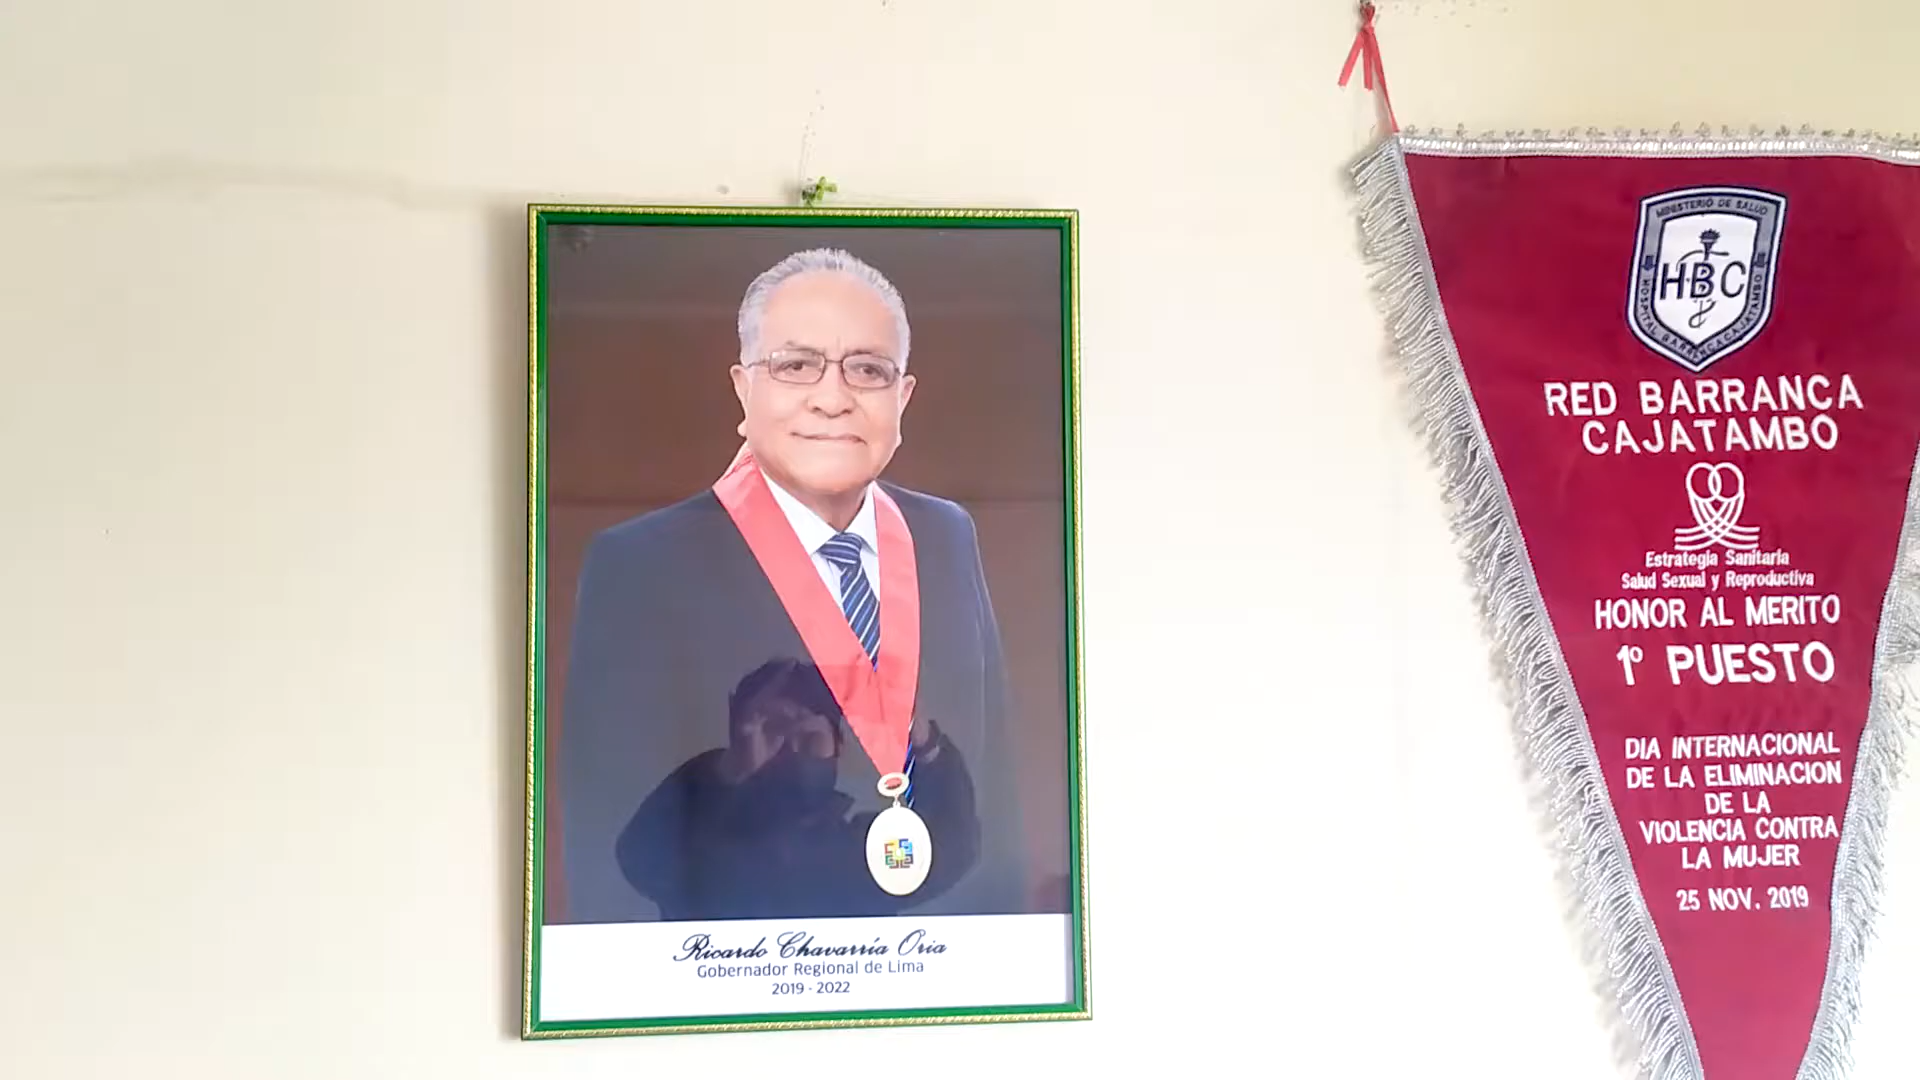 Ricardo Chavarría Oria
Gobernador Regional de Lima
2019 - 2022
MINISTERIO DE SALUD
HBC
HOSPITAL BARRANCA CAJATAMBO
RED BARRANCA
CAJATAMBO
Estrategia Sanitaria
Salud Sexual y Reproductiva
HONOR AL MERITO
1º PUESTO
DIA INTERNACIONAL
DE LA ELIMINACION
DE LA
VIOLENCIA CONTRA
LA MUJER
25 NOV. 2019